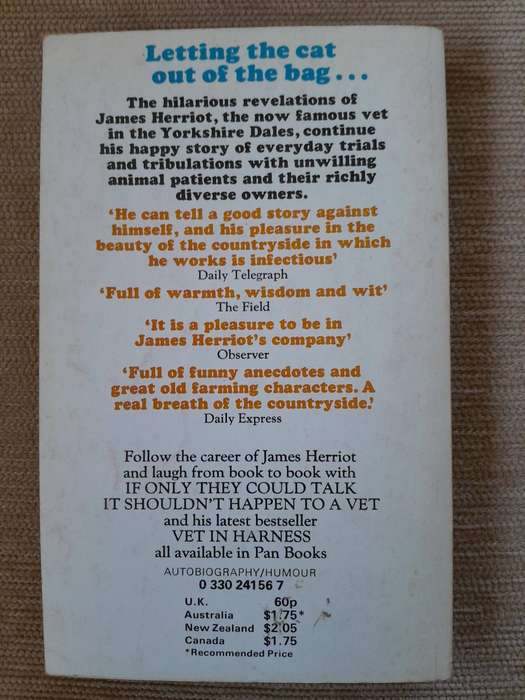 Letting the cat
out of the bag...
The hilarious revelations of
James Herriot, the now famous vet
in the Yorkshire Dales, continue
his happy story of everyday trials
and tribulations with unwilling
animal patients and their richly
diverse owners.
‘He can tell a good story against
himself, and his pleasure in the
beauty of the countryside in which
he works is infectious’
Daily Telegraph
‘Full of warmth, wisdom and wit’
The Field
‘It is a pleasure to be in
James Herriot's company’
Observer
‘Full of funny anecdotes and
great old farming characters. A
real breath of the countryside.’
Daily Express
Follow the career of James Herriot
and laugh from book to book with
IF ONLY THEY COULD TALK
IT SHOULDN'T HAPPEN TO A VET
and his latest bestseller
VET IN HARNESS
all available in Pan Books
AUTOBIOGRAPHY/HUMOUR
0 330 24156 7
U.K. 60p
Australia $1.75*
New Zealand $2.05
Canada $1.75
*Recommended Price